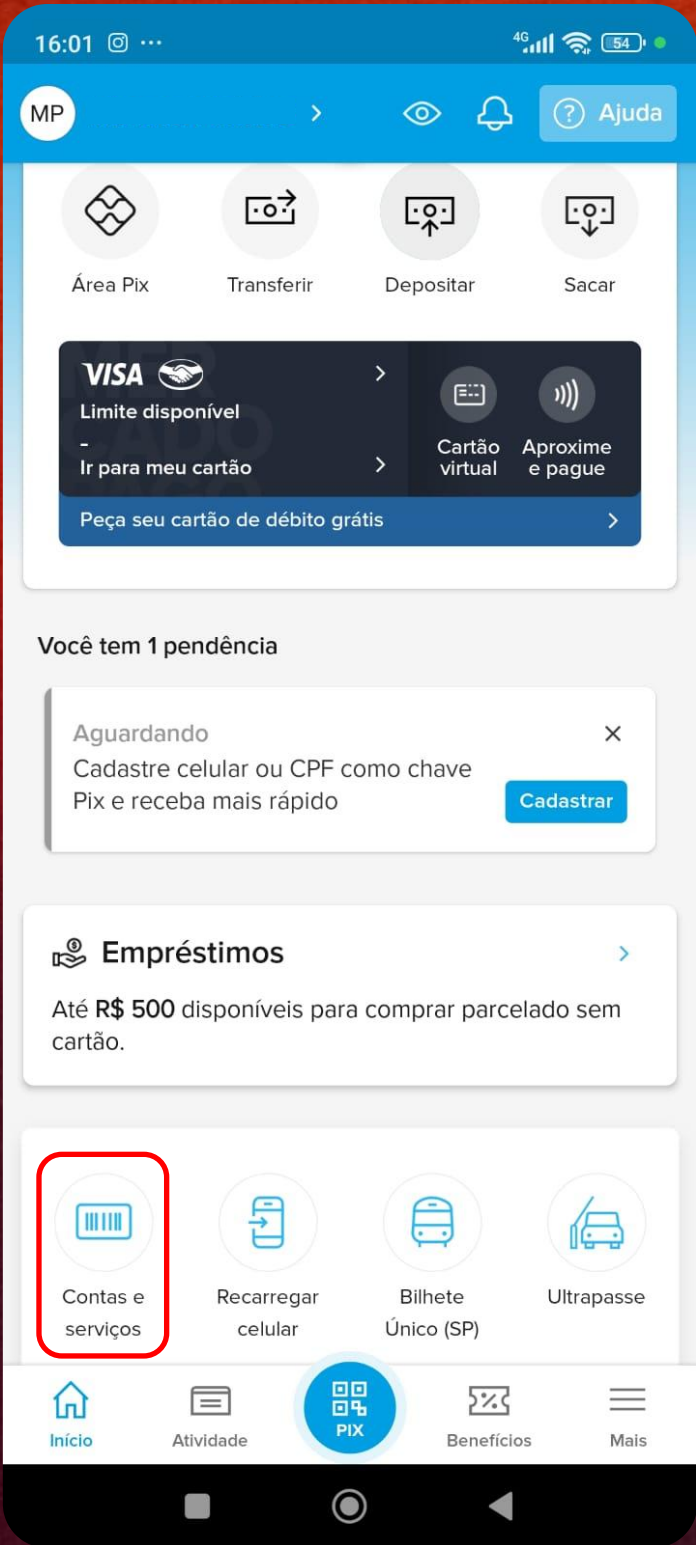 16:01
4G
54
MP
Ajuda
Área Pix
Transferir
Depositar
Sacar
MER
CADO
PAGO
VISA
Limite disponível
-
Ir para meu cartão
Cartão
virtual
Aproxime
e pague
Peça seu cartão de débito grátis
Você tem 1 pendência
Aguardando
Cadastre celular ou CPF como chave
Pix e receba mais rápido
Cadastrar
Empréstimos
Até R$ 500 disponíveis para comprar parcelado sem
cartão.
Contas e
serviços
Recarregar
celular
Bilhete
Único (SP)
Ultrapasse
Início
Atividade
PIX
Benefícios
Mais